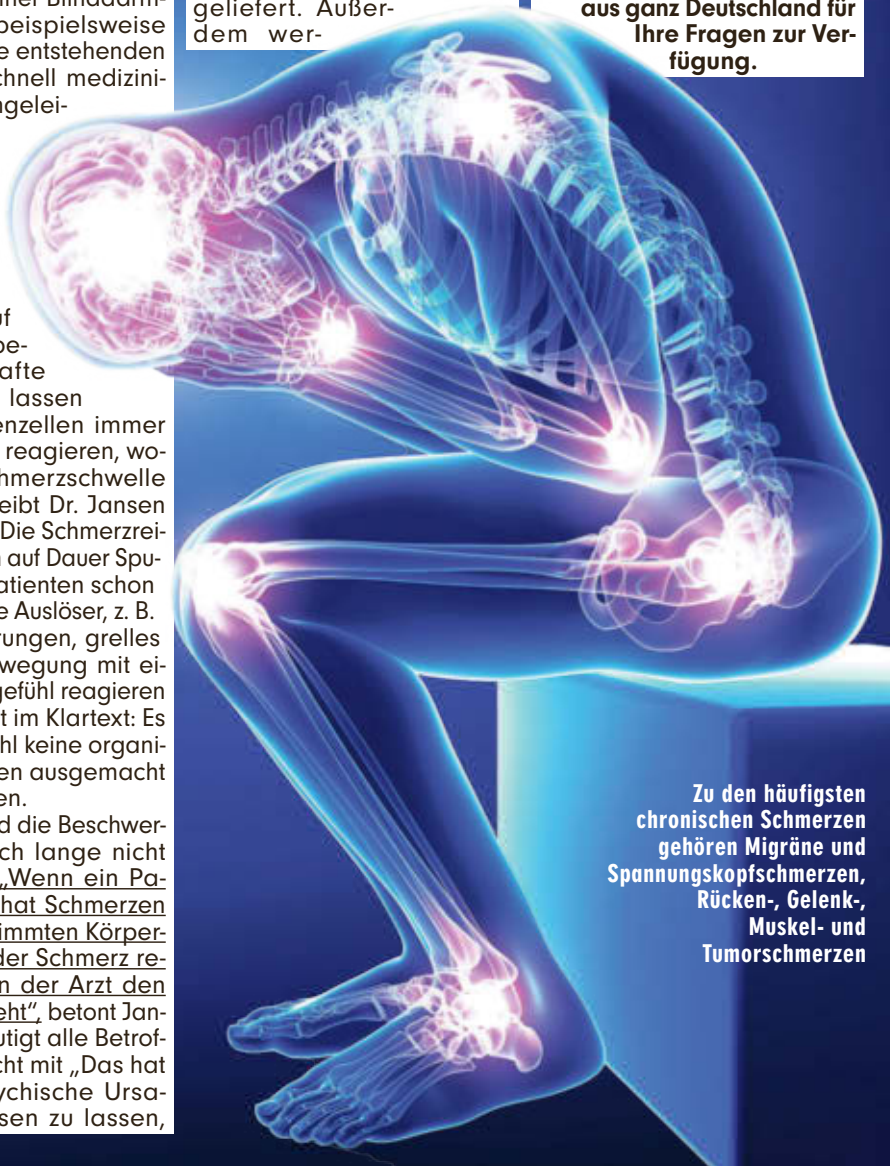 ner Blinddarm-
beispielsweise
e entstehenden
chnell medizini-
ngelei-
uf
be-
afte
lassen
enzellen immer
reagieren, wo-
hmerzschwelle
eibt Dr. Jansen
Die Schmerzrei-
n auf Dauer Spu-
atienten schon
e Auslöser, z. B.
rungen, grelles
wegung mit ei-
gefühl reagieren
t im Klartext: Es
hl keine organi-
en ausgemacht
en.
d die Beschwer-
ch lange nicht
„Wenn ein Pa-
hat Schmerzen
immten Körper-
der Schmerz re-
n der Arzt den
eht“, betont Jan-
utigt alle Betrof-
cht mit „Das hat
ychische Ursa-
sen zu lassen,
geliefert. Außer-
dem wer-
aus ganz Deutschland für
Ihre Fragen zur Ver-
fügung.
Zu den häufigsten
chronischen Schmerzen
gehören Migräne und
Spannungskopfschmerzen,
Rücken-, Gelenk-,
Muskel- und
Tumorschmerzen